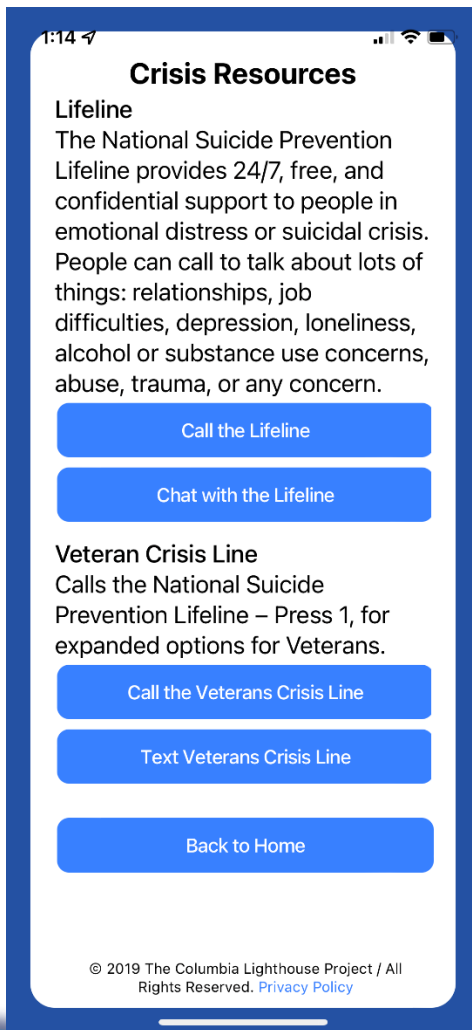 1:14
Crisis Resources
Lifeline
The National Suicide Prevention
Lifeline provides 24/7, free, and
confidential support to people in
emotional distress or suicidal crisis.
People can call to talk about lots of
things: relationships, job
difficulties, depression, loneliness,
alcohol or substance use concerns,
abuse, trauma, or any concern.
Call the Lifeline
Chat with the Lifeline
Veteran Crisis Line
Calls the National Suicide
Prevention Lifeline – Press 1, for
expanded options for Veterans.
Call the Veterans Crisis Line
Text Veterans Crisis Line
Back to Home
© 2019 The Columbia Lighthouse Project / All
Rights Reserved. Privacy Policy